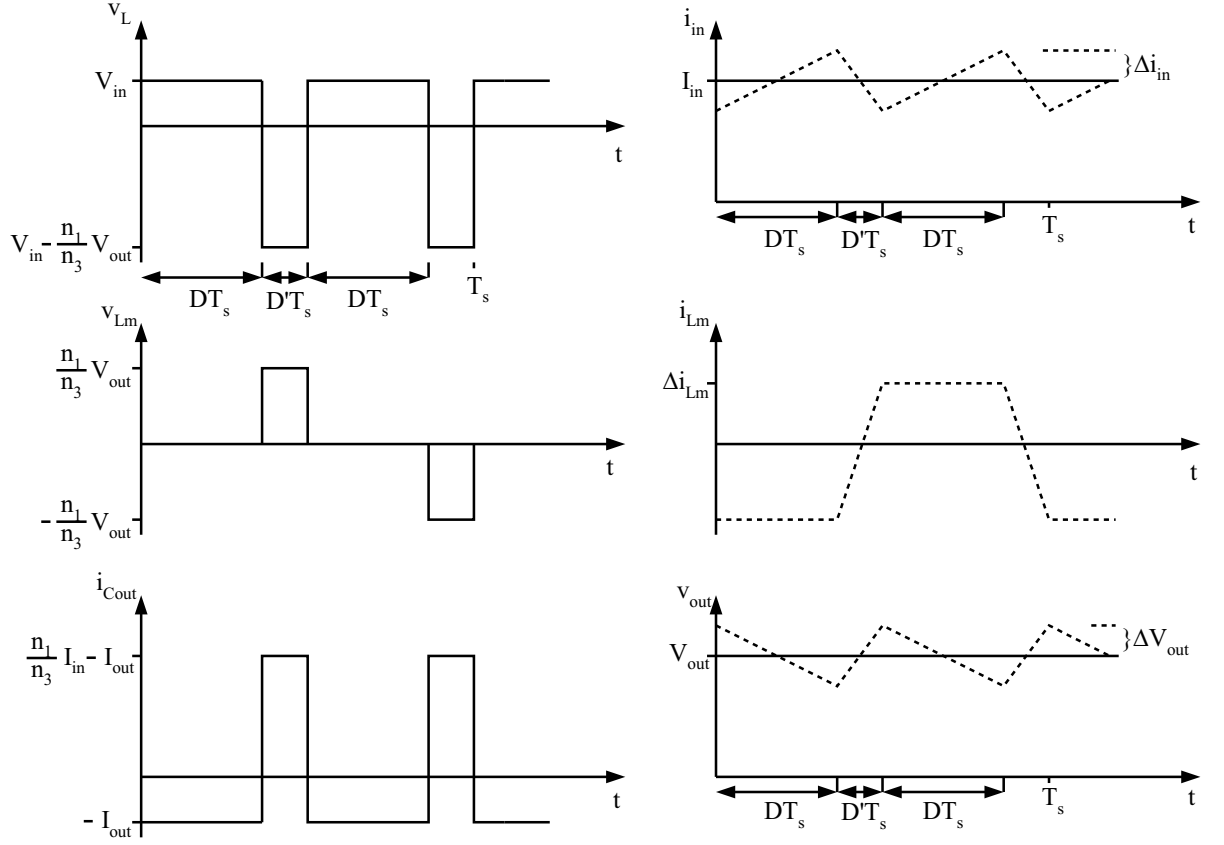 v_L
V_in
t
V_in - n_1/n_3 V_out
DT_s D'T_s DT_s T_s
i_in
I_in
} Δi_in
t
DT_s D'T_s DT_s T_s
v_Lm
n_1/n_3 V_out
t
- n_1/n_3 V_out
i_Lm
Δi_Lm
t
i_Cout
n_1/n_3 I_in - I_out
t
- I_out
v_out
V_out
} ΔV_out
t
DT_s D'T_s DT_s T_s